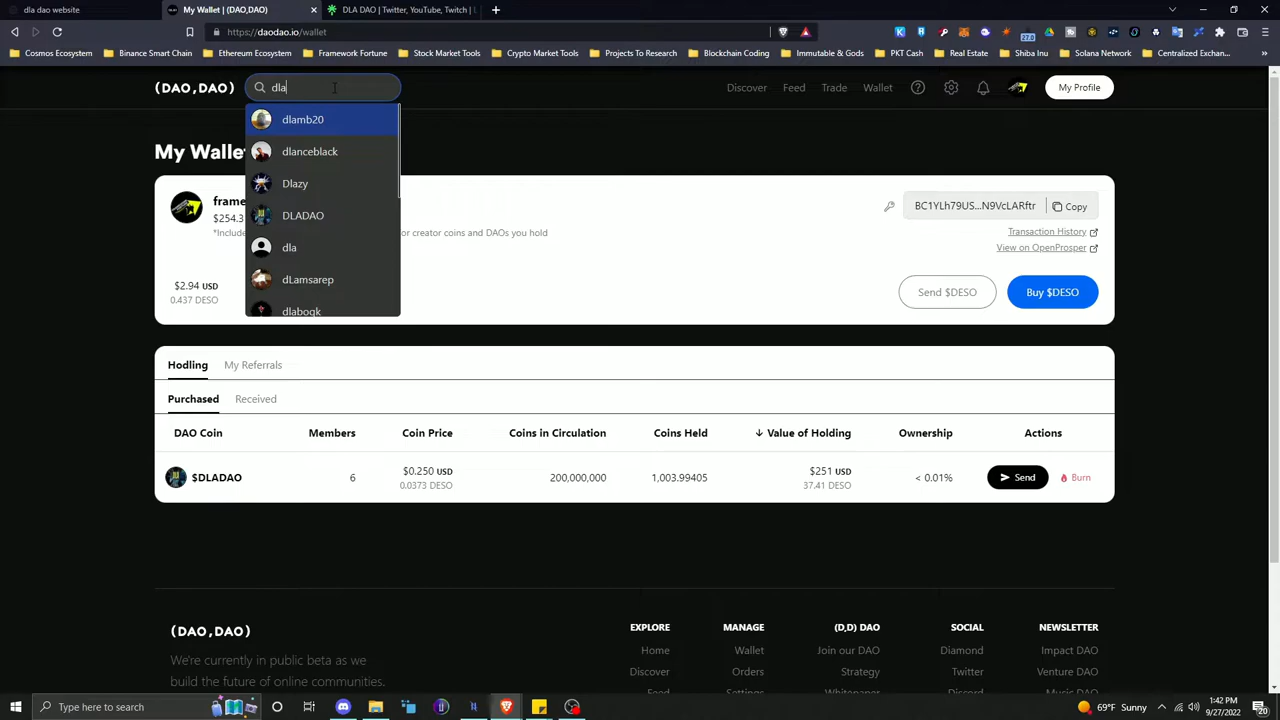 dla dao website
My Wallet | (DAO,DAO)
DLA DAO | Twitter, YouTube, Twitch | L
https://daodao.io/wallet
27.0
Cosmos Ecosystem
Binance Smart Chain
Ethereum Ecosystem
Framework Fortune
Stock Market Tools
Crypto Market Tools
Projects To Research
Blockchain Coding
Immutable & Gods
PKT Cash
Real Estate
Shiba Inu
Solana Network
Centralized Exchan...
(DAO,DAO)
dla
Discover
Feed
Trade
Wallet
My Profile
dlamb20
dlanceblack
Dlazy
DLADAO
dla
dLamsarep
dlabogk
My Walle
frame
$254.3
*Include
or creator coins and DAOs you hold
BC1YLh79US...N9VcLARftr
Copy
Transaction History
View on OpenProsper
$2.94 USD
0.437 DESO
Send $DESO
Buy $DESO
Hodling
My Referrals
Purchased
Received
DAO Coin
Members
Coin Price
Coins in Circulation
Coins Held
Value of Holding
Ownership
Actions
$DLADAO
6
$0.250 USD
0.0373 DESO
200,000,000
1,003.99405
$251 USD
37.41 DESO
< 0.01%
Send
Burn
(DAO,DAO)
We're currently in public beta as we
build the future of online communities.
EXPLORE
Home
Discover
Feed
MANAGE
Wallet
Orders
Settings
(D,D) DAO
Join our DAO
Strategy
Whitepaper
SOCIAL
Diamond
Twitter
Discord
NEWSLETTER
Impact DAO
Venture DAO
Music DAO
Type here to search
69°F Sunny
1:42 PM
9/27/2022